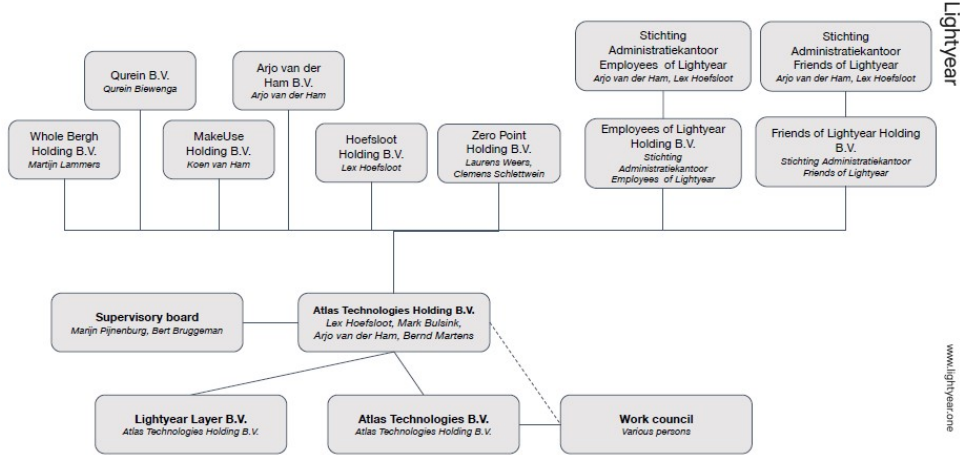 Lightyear
Stichting
Administratiekantoor
Employees of Lightyear
Arjo van der Ham, Lex Hoefsloot
Stichting
Administratiekantoor
Friends of Lightyear
Arjo van der Ham, Lex Hoefsloot
Qurein B.V.
Qurein Biewenga
Arjo van der
Ham B.V.
Arjo van der Ham
Whole Bergh
Holding B.V.
Martijn Lammers
MakeUse
Holding B.V.
Koen van Ham
Hoefsloot
Holding B.V.
Lex Hoefsloot
Zero Point
Holding B.V.
Laurens Weers,
Clemens Schlettwein
Employees of Lightyear
Holding B.V.
Stichting
Administratiekantoor
Employees of Lightyear
Friends of Lightyear Holding
B.V.
Stichting Administratiekantoor
Friends of Lightyear
Supervisory board
Marijn Pijnenburg, Bert Bruggeman
Atlas Technologies Holding B.V.
Lex Hoefsloot, Mark Bulsink,
Arjo van der Ham, Bernd Martens
Lightyear Layer B.V.
Atlas Technologies Holding B.V.
Atlas Technologies B.V.
Atlas Technologies Holding B.V.
Work council
Various persons
www.lightyear.one